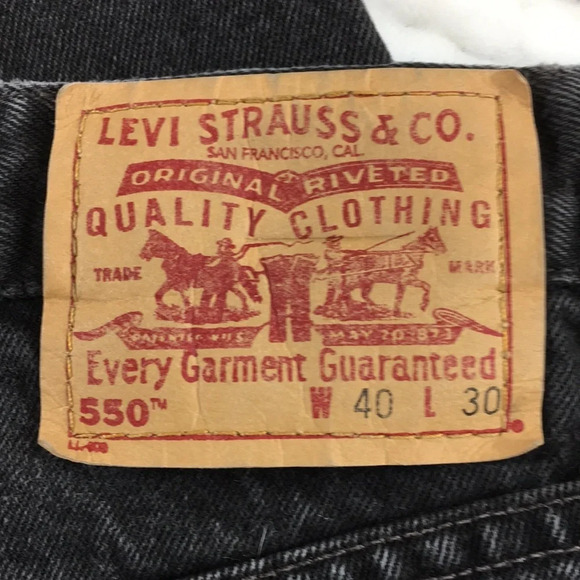 LEVI STRAUSS & CO.
SAN FRANCISCO, CAL.
ORIGINAL RIVETED
QUALITY CLOTHING
TRADE MARK
PATENTED U.S. MAY 20 1873
Every Garment Guaranteed
550™ W 40 L 30